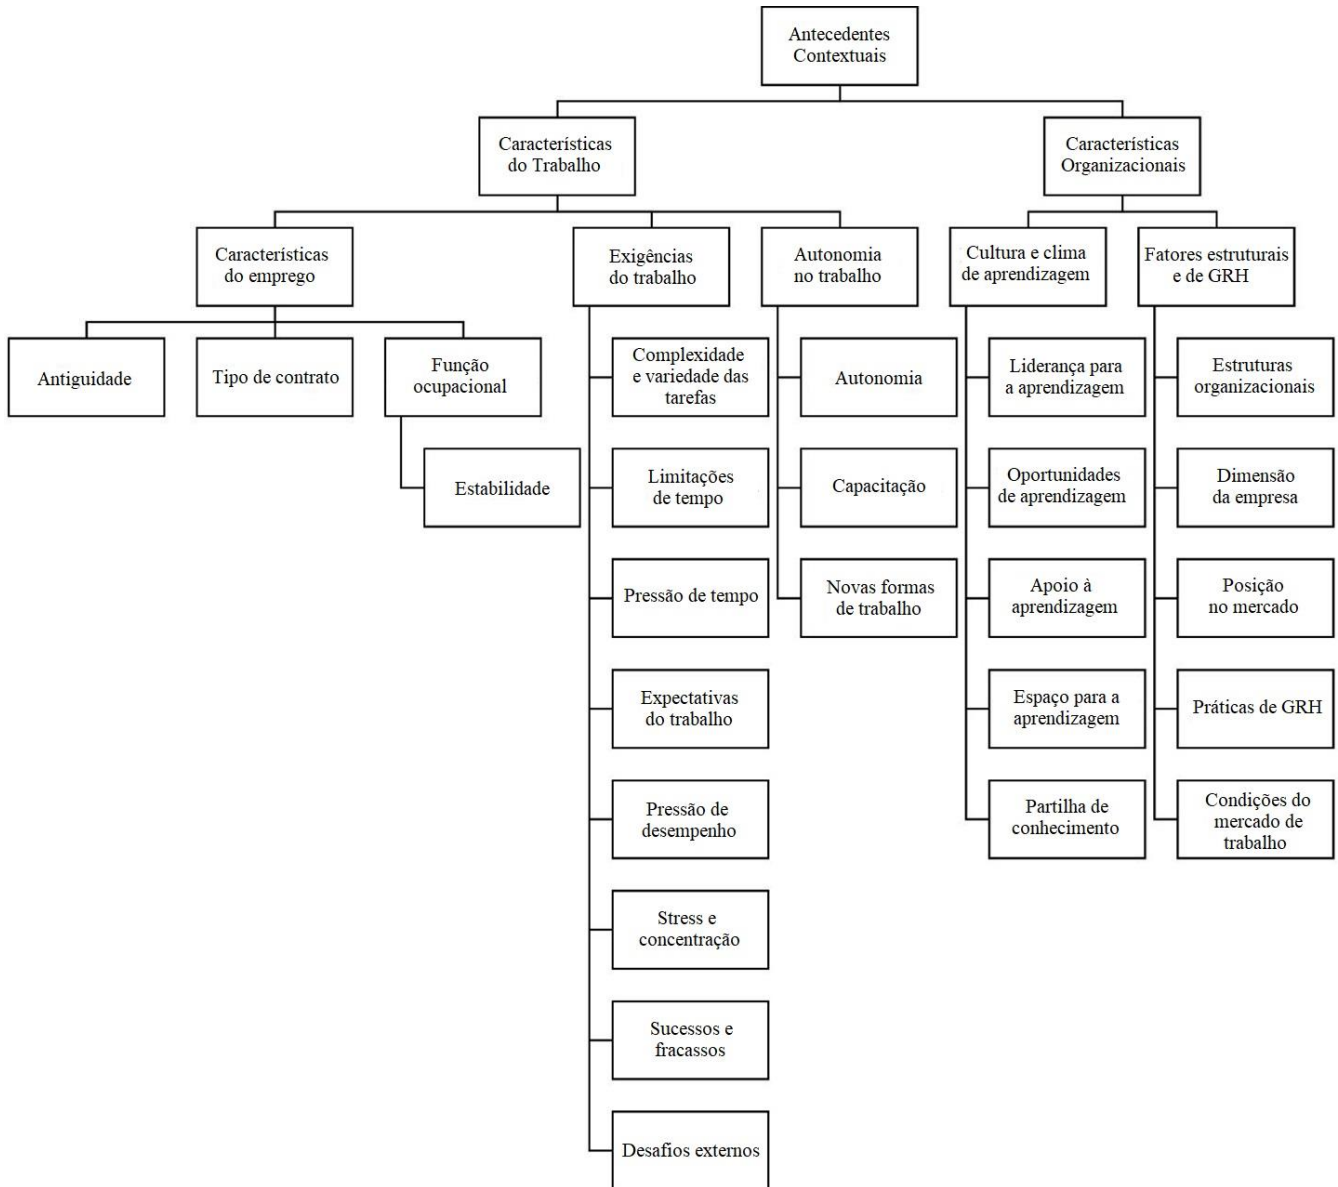 Antecedentes
Contextuais
Características
do Trabalho
Características
Organizacionais
Características
do emprego
Exigências
do trabalho
Autonomia
no trabalho
Cultura e clima
de aprendizagem
Fatores estruturais
e de GRH
Antiguidade
Tipo de contrato
Função
ocupacional
Estabilidade
Complexidade
e variedade das
tarefas
Limitações
de tempo
Pressão de tempo
Expectativas
do trabalho
Pressão de
desempenho
Stress e
concentração
Sucessos e
fracassos
Desafios externos
Autonomia
Capacitação
Novas formas
de trabalho
Liderança para
a aprendizagem
Oportunidades
de aprendizagem
Apoio à
aprendizagem
Espaço para a
aprendizagem
Partilha de
conhecimento
Estruturas
organizacionais
Dimensão
da empresa
Posição
no mercado
Práticas de GRH
Condições do
mercado de
trabalho